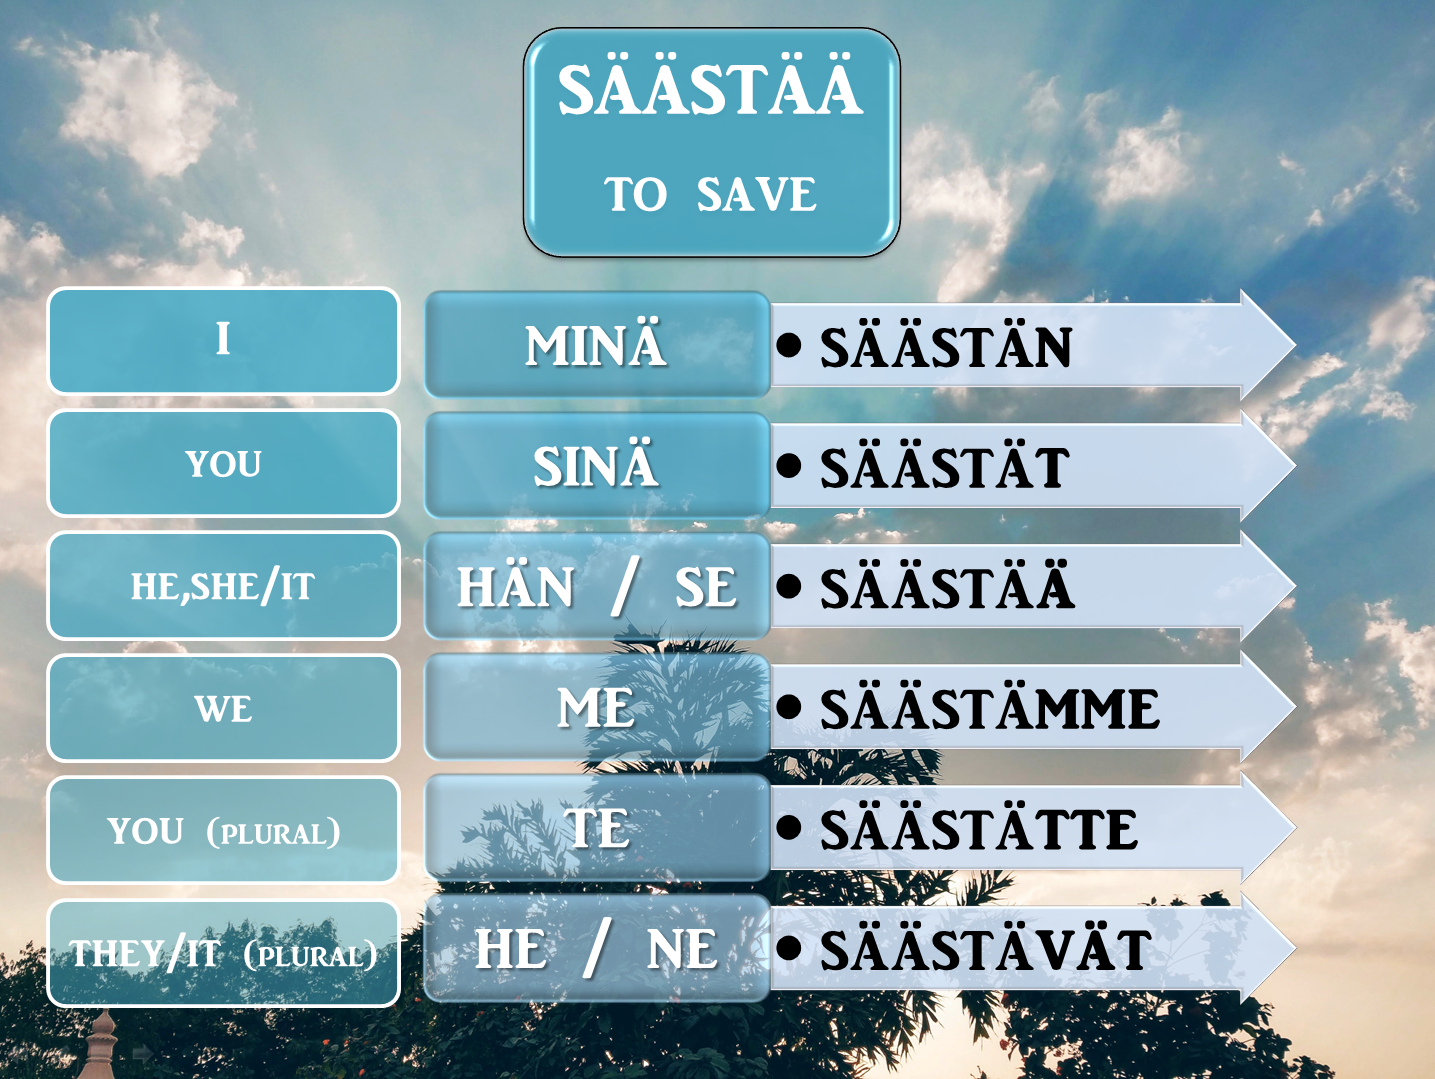 SÄÄSTÄÄ
TO SAVE
I MINÄ • SÄÄSTÄN
YOU SINÄ • SÄÄSTÄT
HE,SHE/IT HÄN / SE • SÄÄSTÄÄ
WE ME • SÄÄSTÄMME
YOU (PLURAL) TE • SÄÄSTÄTTE
THEY/IT (PLURAL) HE / NE • SÄÄSTÄVÄT